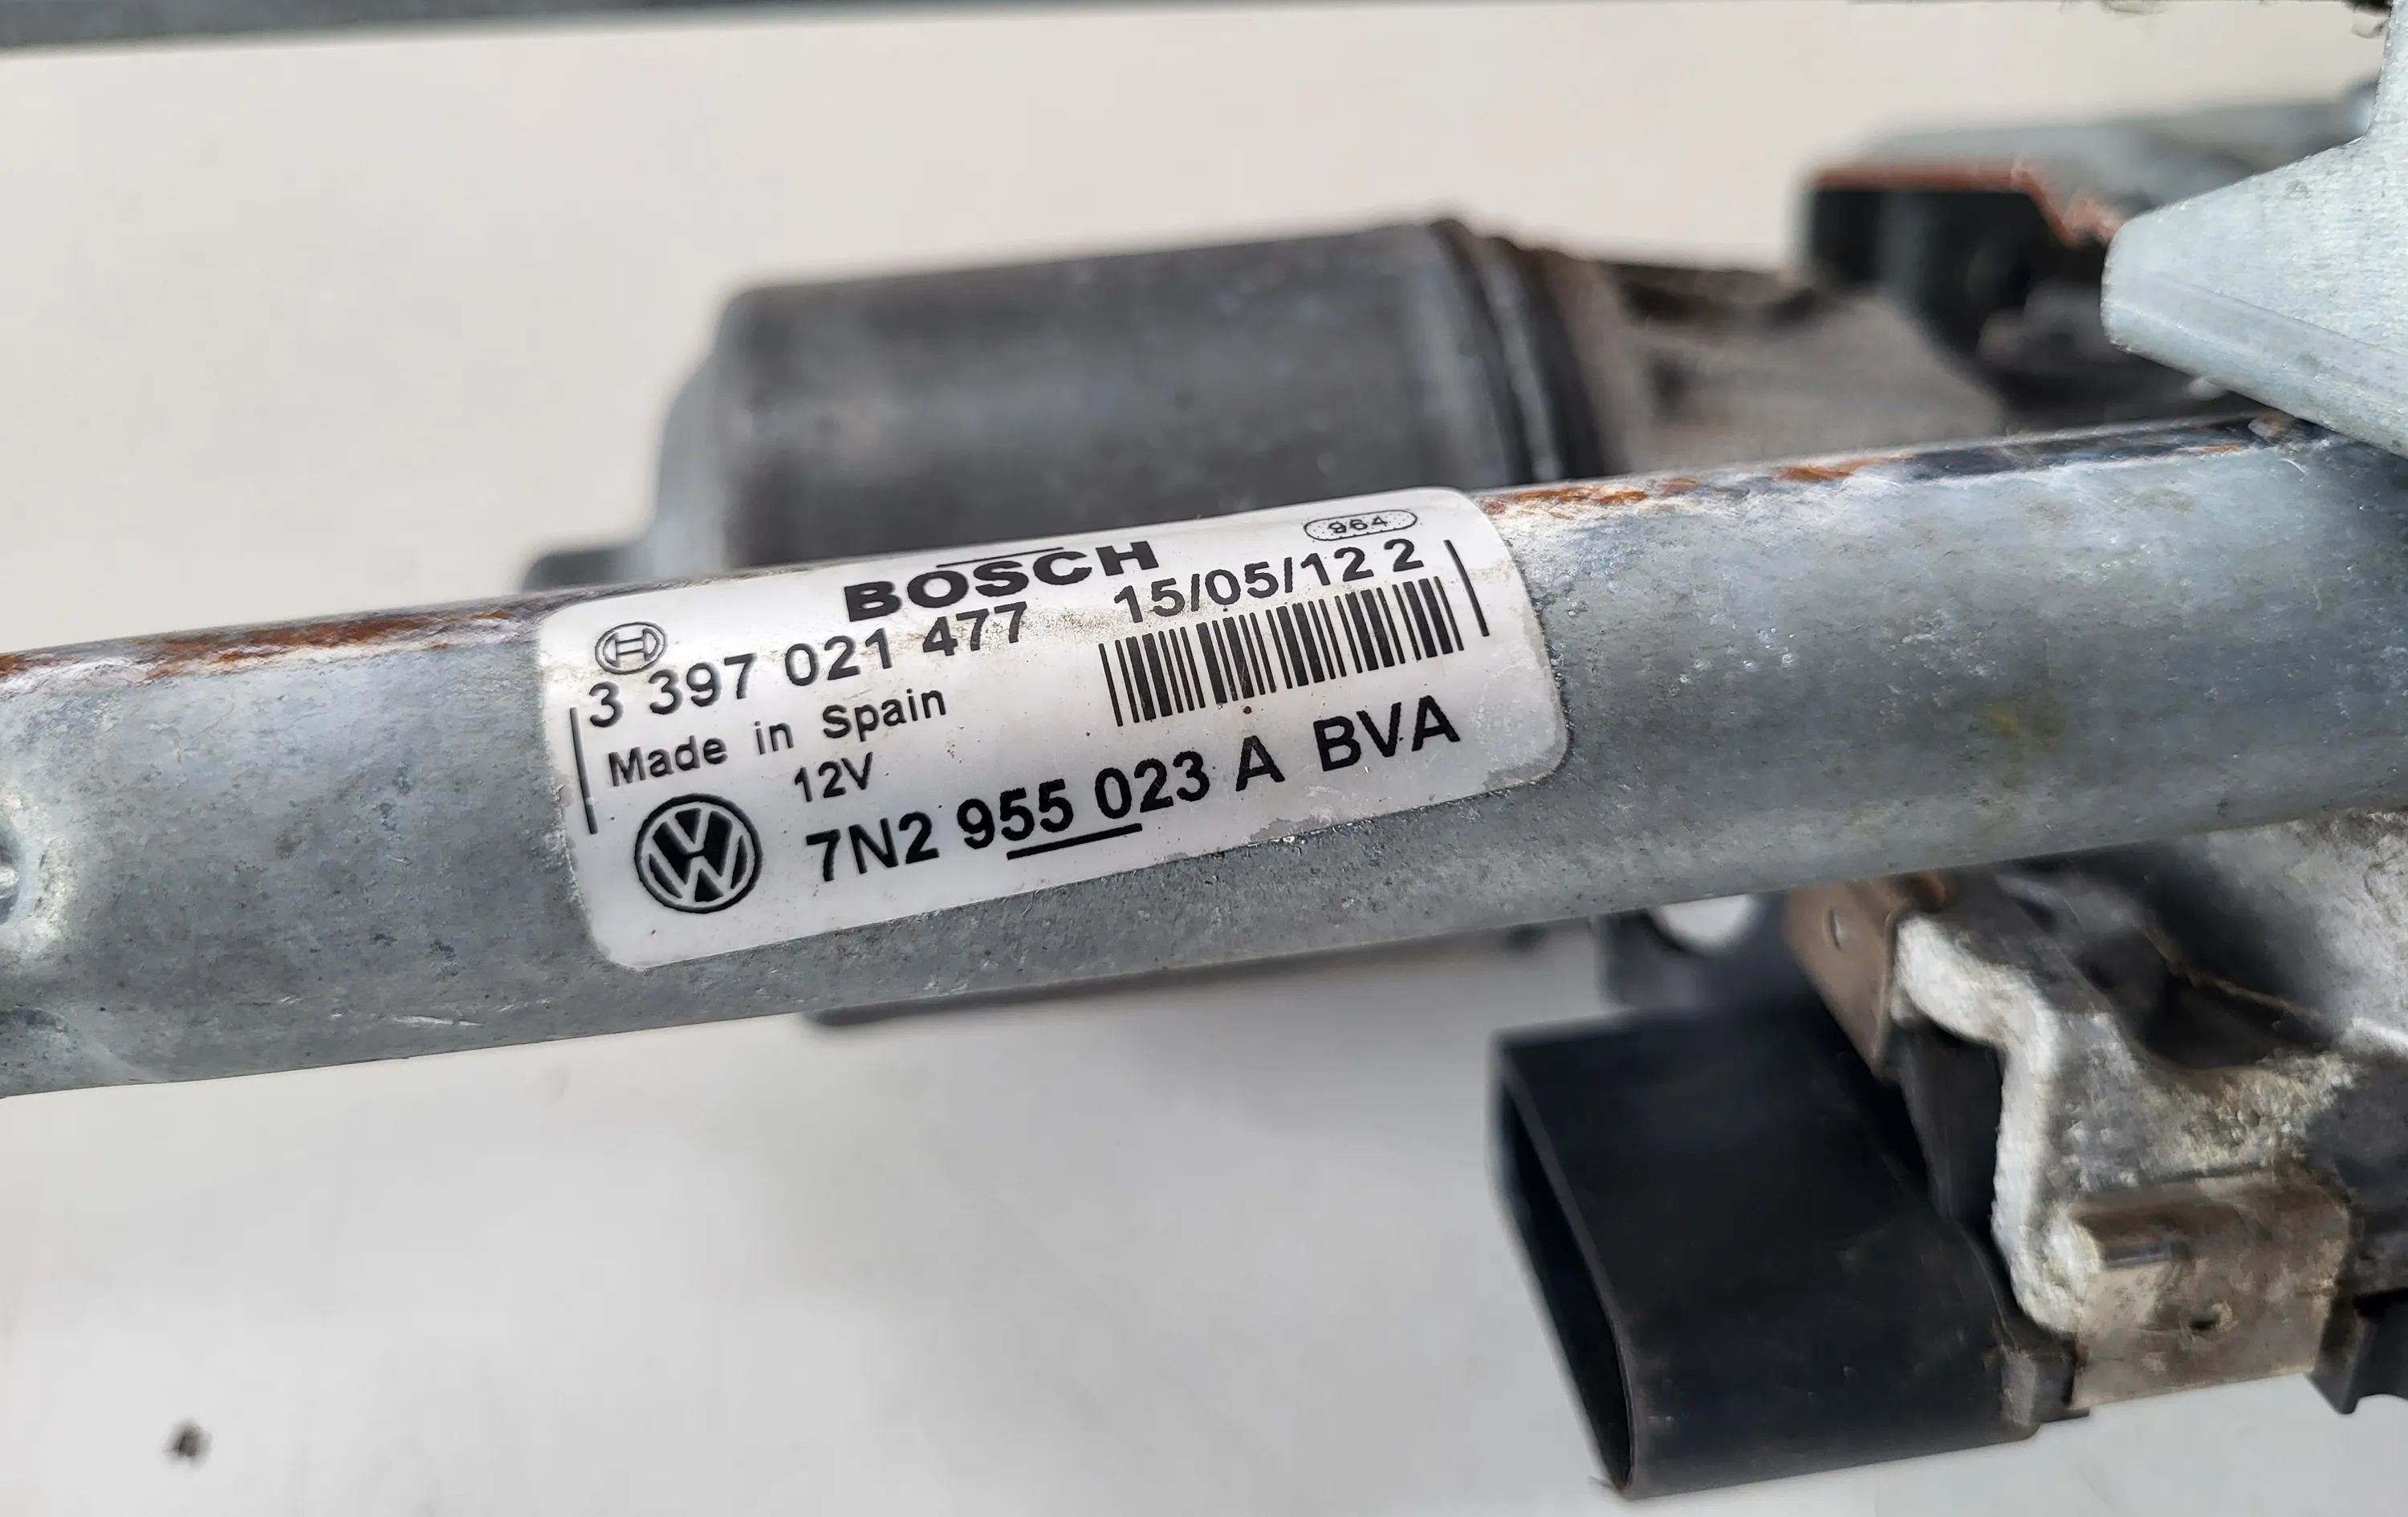 964
BOSCH
3 397 021 477 15/05/12 2
Made in Spain
12V
7N2 955 023 A BVA